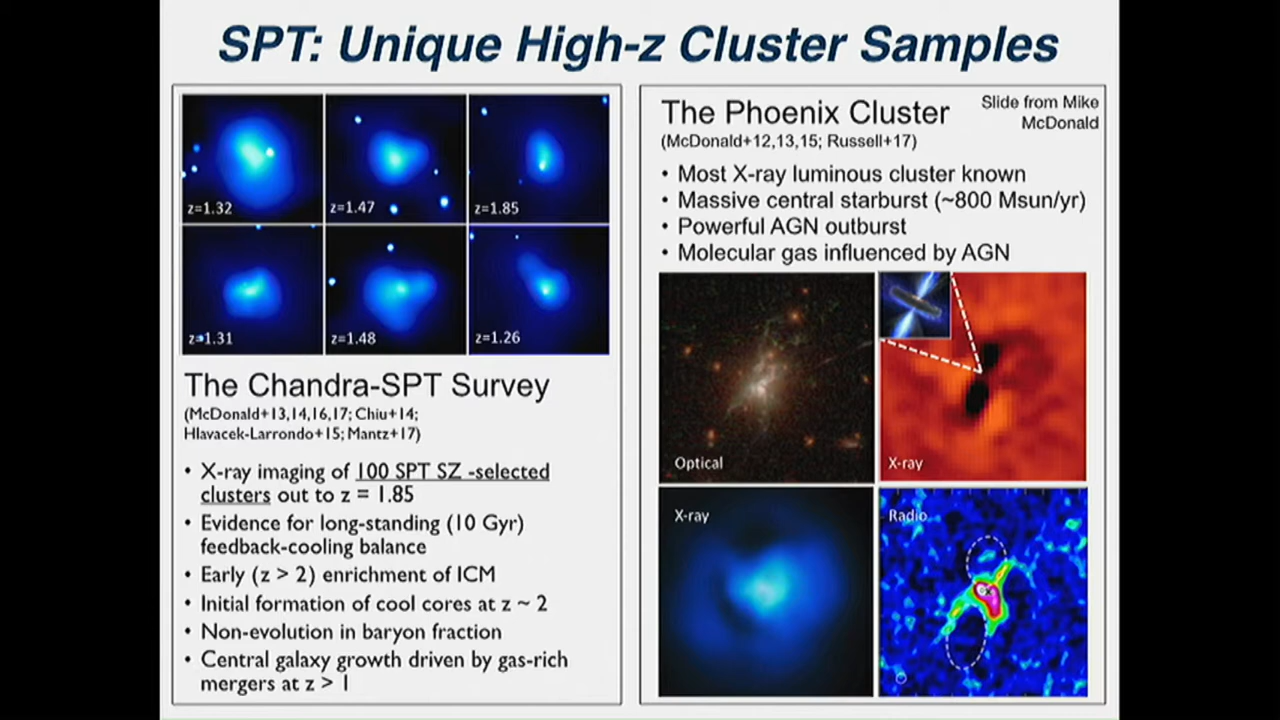 SPT: Unique High-z Cluster Samples
z=1.32
z=1.47
z=1.85
z=1.31
z=1.48
z=1.26
The Chandra-SPT Survey
(McDonald+13,14,16,17; Chiu+14;
Hlavacek-Larrondo+15; Mantz+17)
• X-ray imaging of 100 SPT SZ -selected
clusters out to z = 1.85
• Evidence for long-standing (10 Gyr)
feedback-cooling balance
• Early (z > 2) enrichment of ICM
• Initial formation of cool cores at z ~ 2
• Non-evolution in baryon fraction
• Central galaxy growth driven by gas-rich
mergers at z > 1
The Phoenix Cluster
Slide from Mike
McDonald
(McDonald+12,13,15; Russell+17)
• Most X-ray luminous cluster known
• Massive central starburst (~800 Msun/yr)
• Powerful AGN outburst
• Molecular gas influenced by AGN
Optical
X-ray
X-ray
Radio